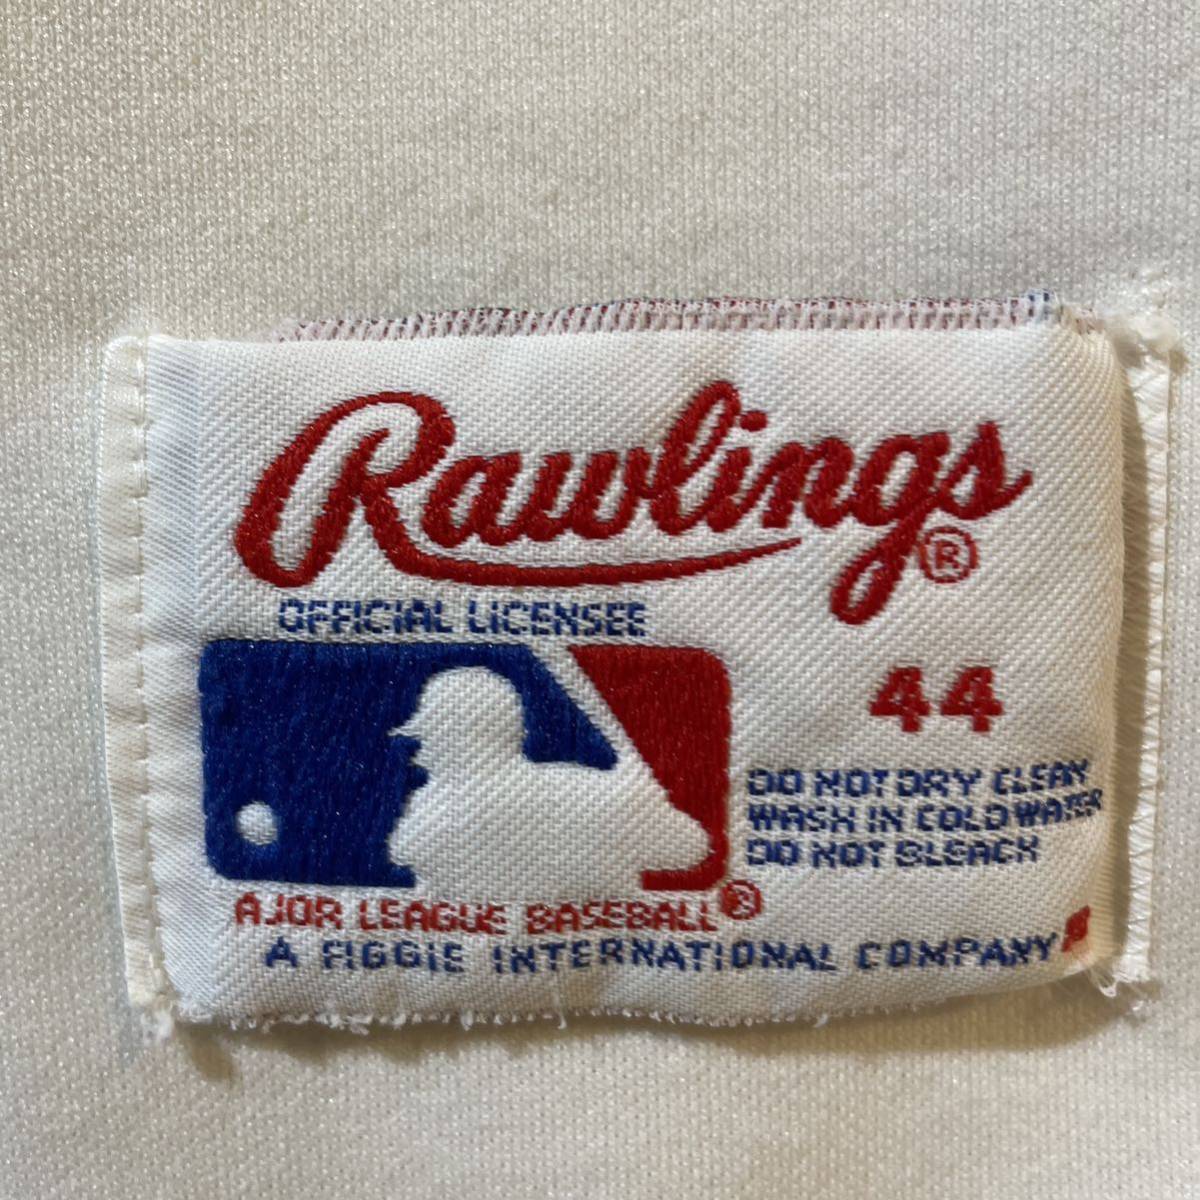 Rawlings®
OFFICIAL LICENSEE
44
DO NOT DRY CLEAN
WASH IN COLD WATER
DO NOT BLEACH
AJOR LEAGUE BASEBALL®
A FIGGIE INTERNATIONAL COMPANY